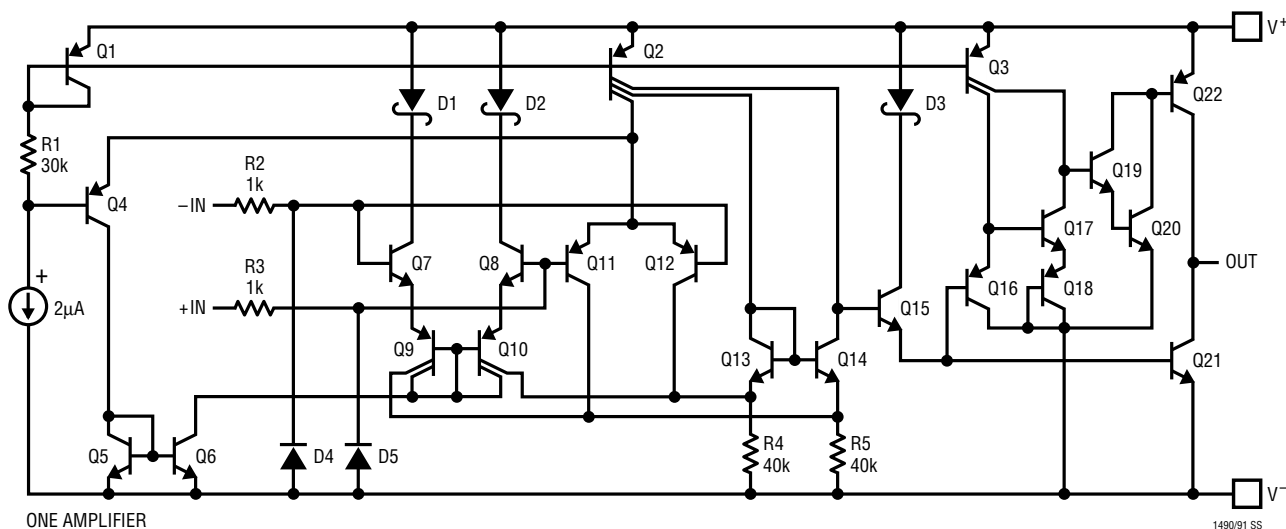 V+
Q1
Q2
Q3
Q22
D1
D2
D3
R1
30k
R2
1k
Q19
Q4
–IN
Q17
Q20
Q7
Q8
Q11
Q12
OUT
R3
1k
+
2µA
+IN
Q16
Q18
Q15
Q9
Q10
Q13
Q14
Q21
Q5
Q6
D4
D5
R4
40k
R5
40k
V–
ONE AMPLIFIER
1490/91 SS